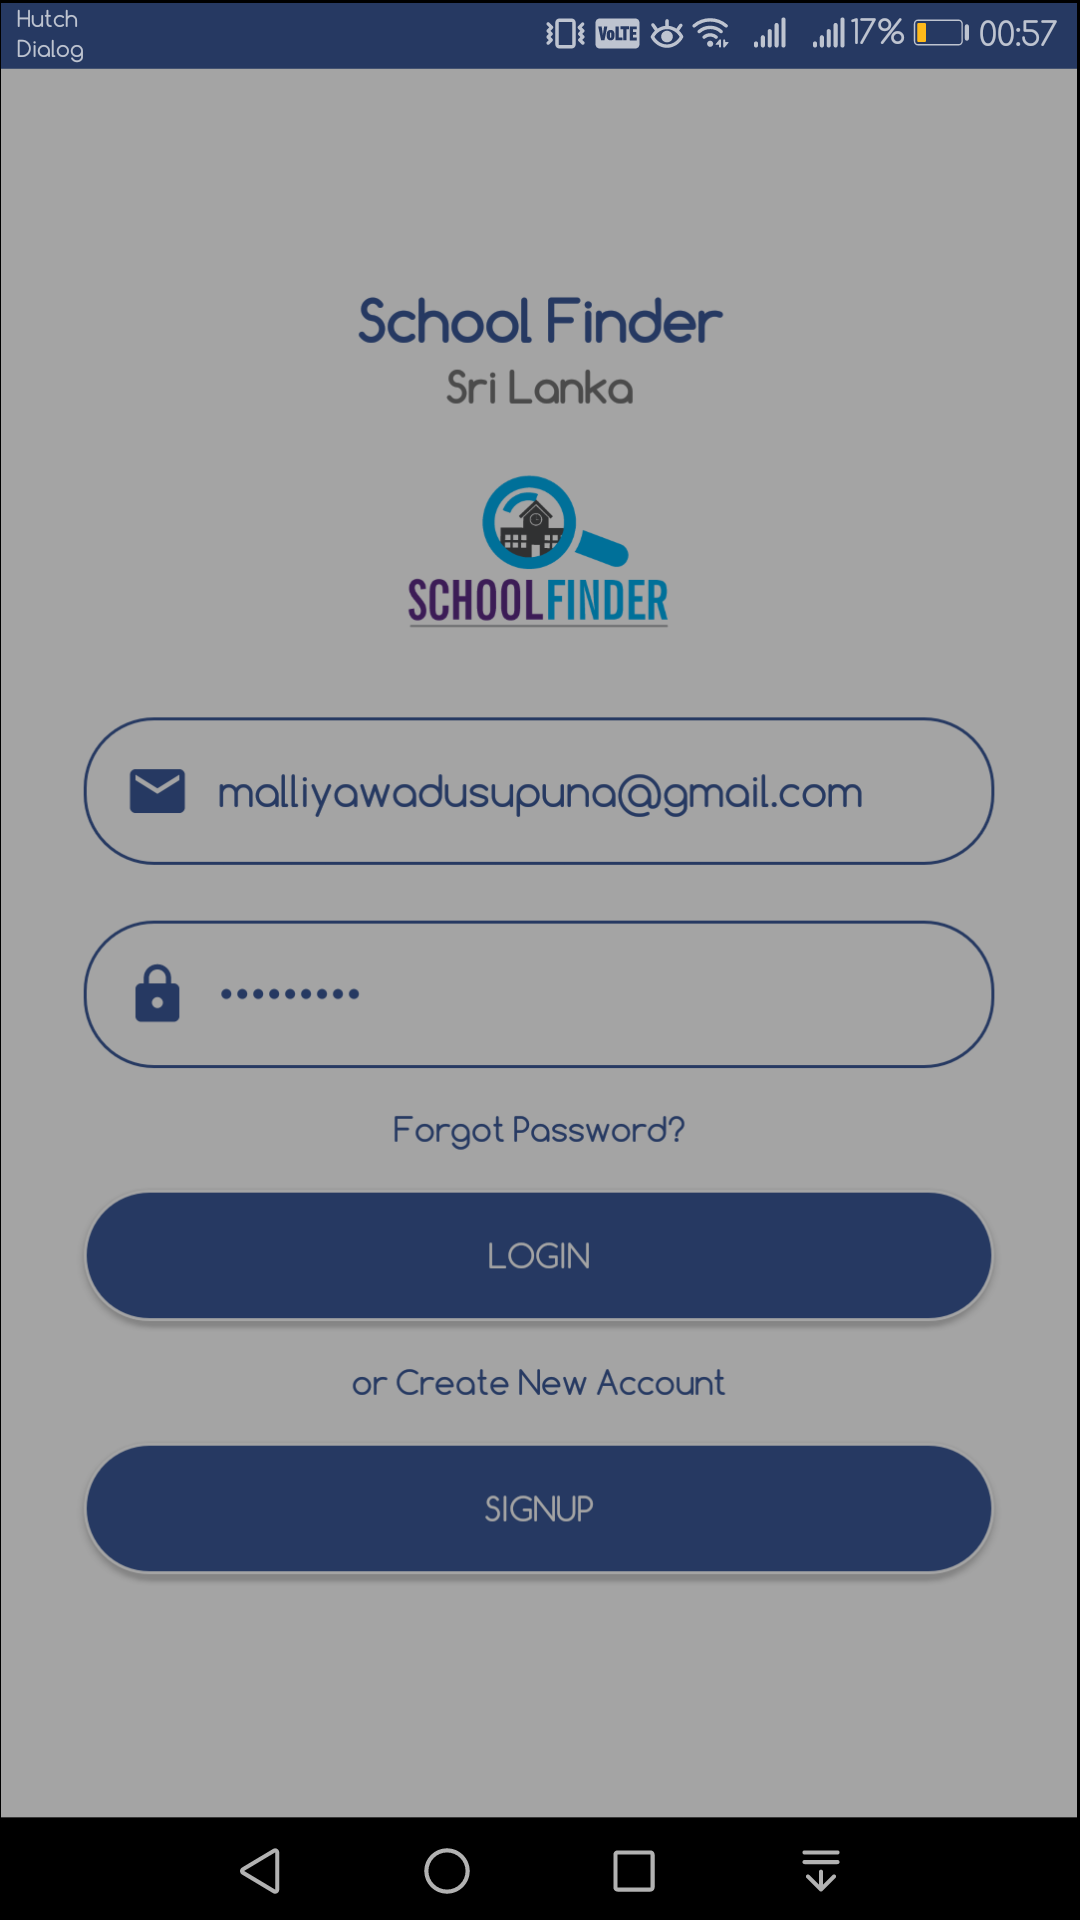 Hutch
Dialog
VoLTE
17%
00:57
School Finder
Sri Lanka
SCHOOLFINDER
malliyawadusupuna@gmail.com
•••••••••
Forgot Password?
LOGIN
or Create New Account
SIGNUP